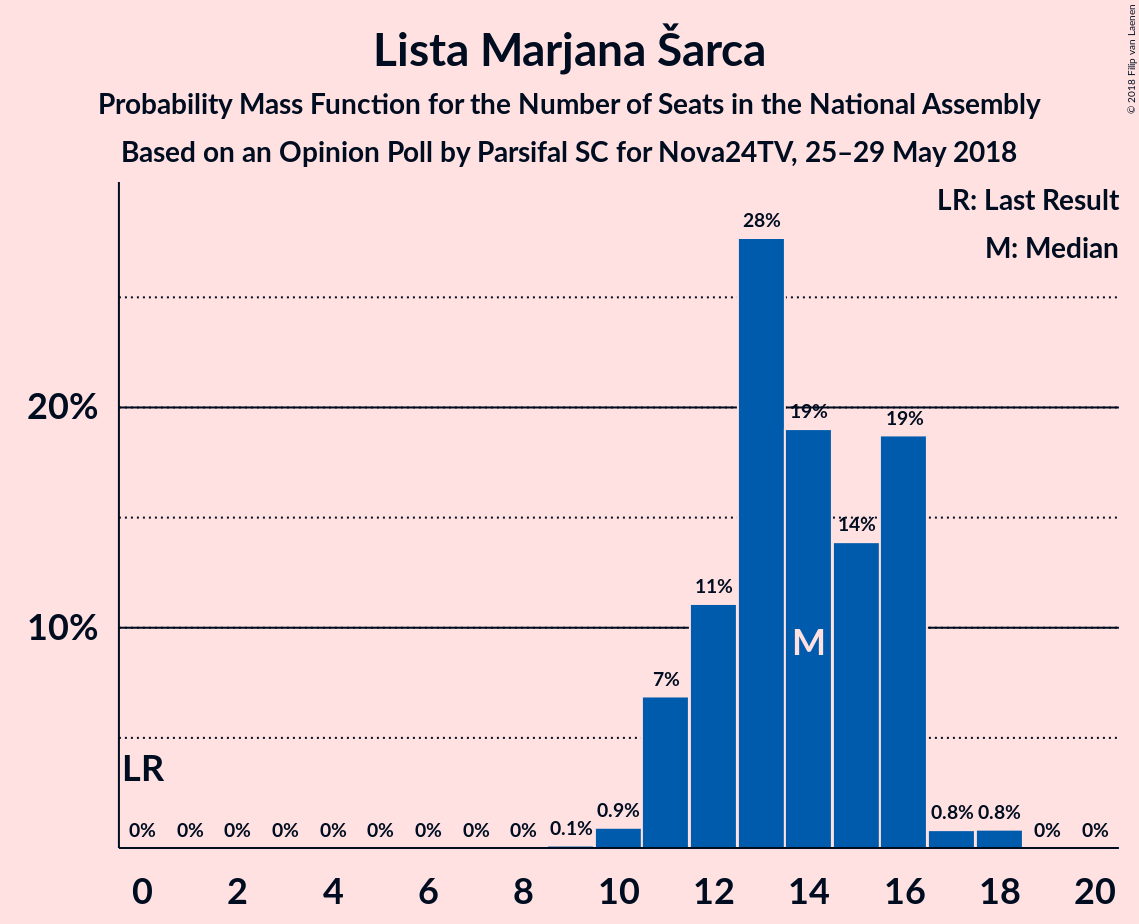 Lista Marjana Šarca
Probability Mass Function for the Number of Seats in the National Assembly
Based on an Opinion Poll by Parsifal SC for Nova24TV, 25–29 May 2018
© 2018 Filip van Laenen
LR: Last Result
M: Median
28%
20%
19%
19%
14%
11%
10%
M
7%
LR
0% 0% 0% 0% 0% 0% 0% 0% 0% 0.1% 0.9% 0.8% 0.8% 0% 0%
0 2 4 6 8 10 12 14 16 18 20